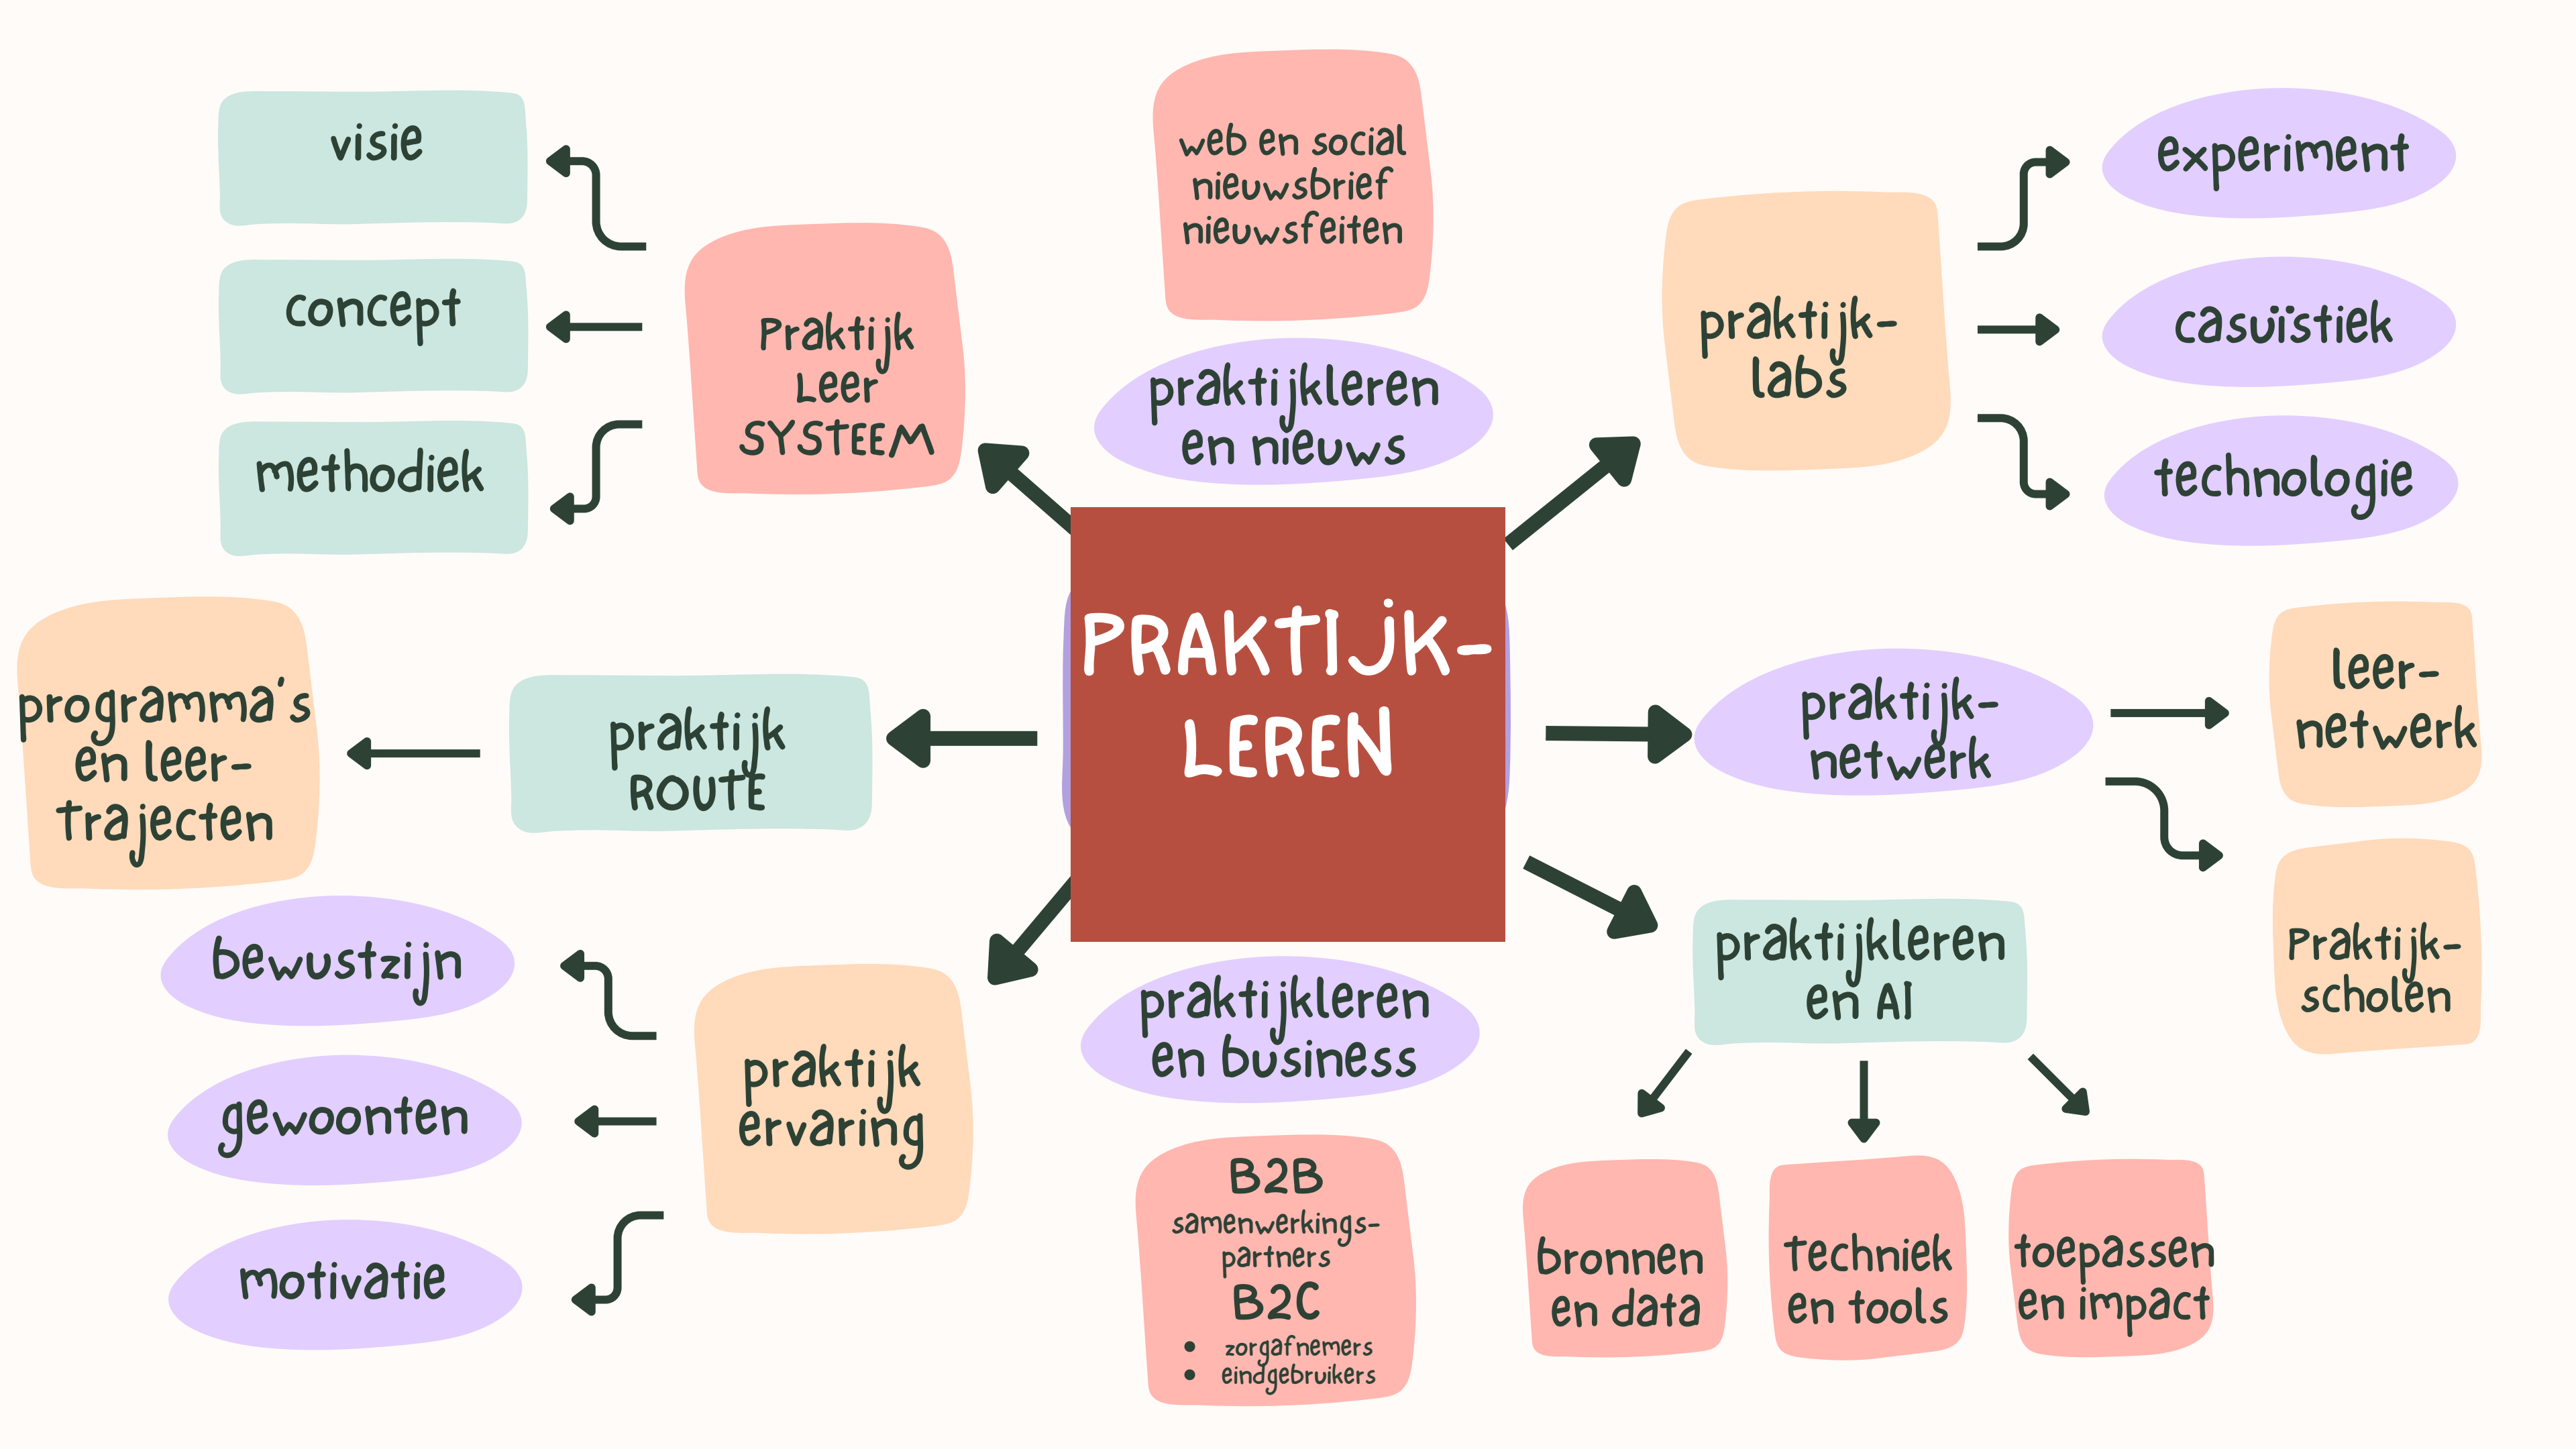 visie
concept
methodiek
Praktijk
Leer
SYSTEEM
web en social
nieuwsbrief
nieuwsfeiten
praktijkleren
en nieuws
praktijk-
labs
experiment
casuïstiek
technologie
PRAKTIJK-
LEREN
programma's
en leer-
trajecten
praktijk
ROUTE
praktijk-
netwerk
leer-
netwerk
Praktijk-
scholen
bewustzijn
gewoonten
motivatie
praktijk
ervaring
praktijkleren
en business
B2B
samenwerkings-
partners
B2C
• zorgafnemers
• eindgebruikers
praktijkleren
en AI
bronnen
en data
techniek
en tools
toepassen
en impact